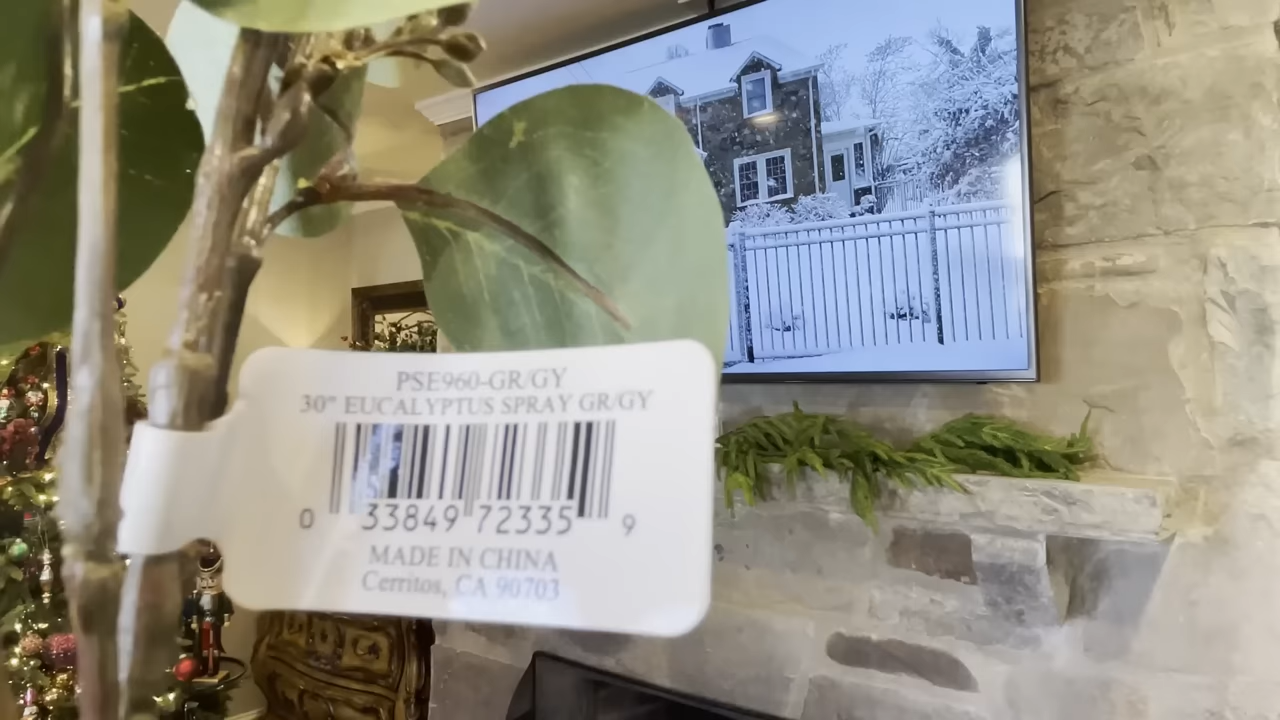 PSE960-GR/GY
30" EUCALYPTUS SPRAY GR/GY
0 33849 72335 9
MADE IN CHINA
Cerritos, CA 90703